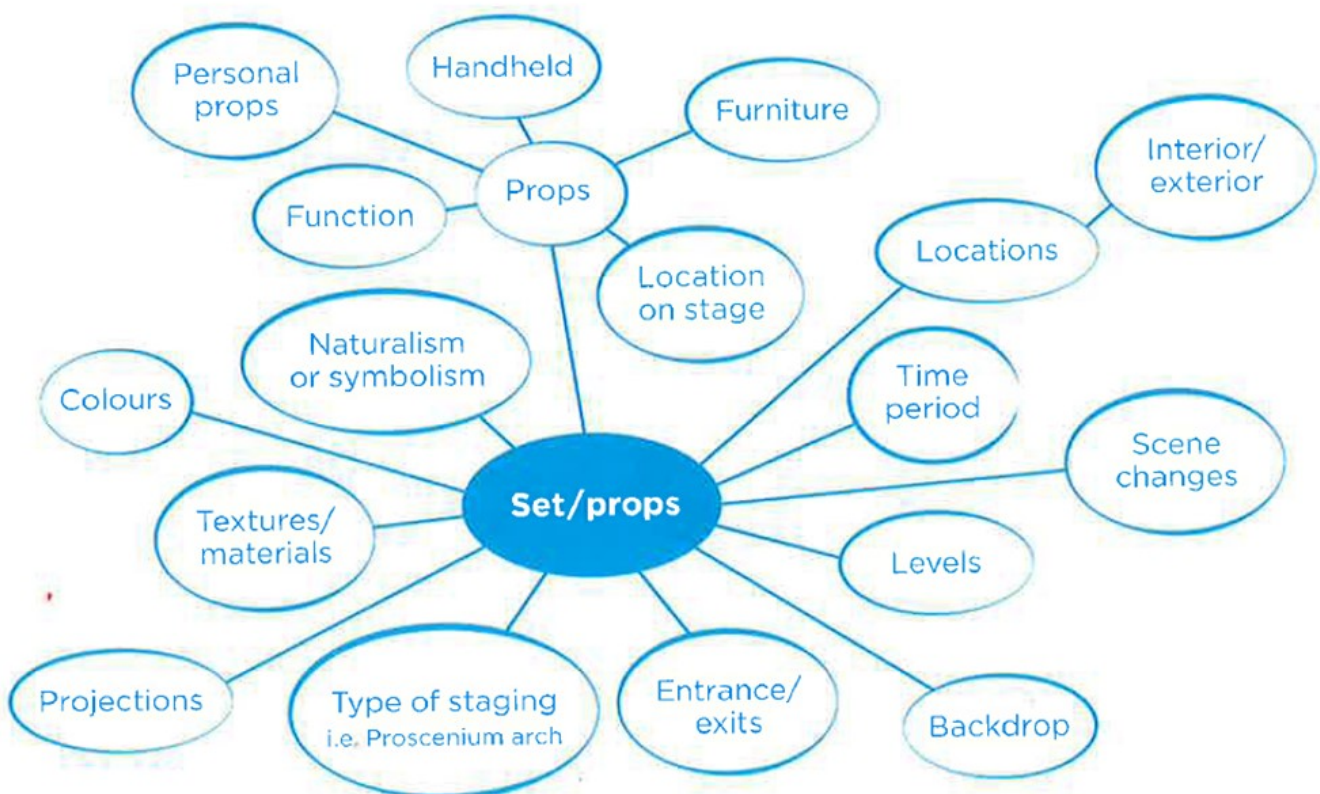 Handheld
Personal
props
Furniture
Interior/
exterior
Props
Function
Locations
Location
on stage
Naturalism
or symbolism
Time
period
Colours
Scene
changes
Set/props
Textures/
materials
Levels
Projections
Type of staging
i.e. Proscenium arch
Entrance/
exits
Backdrop